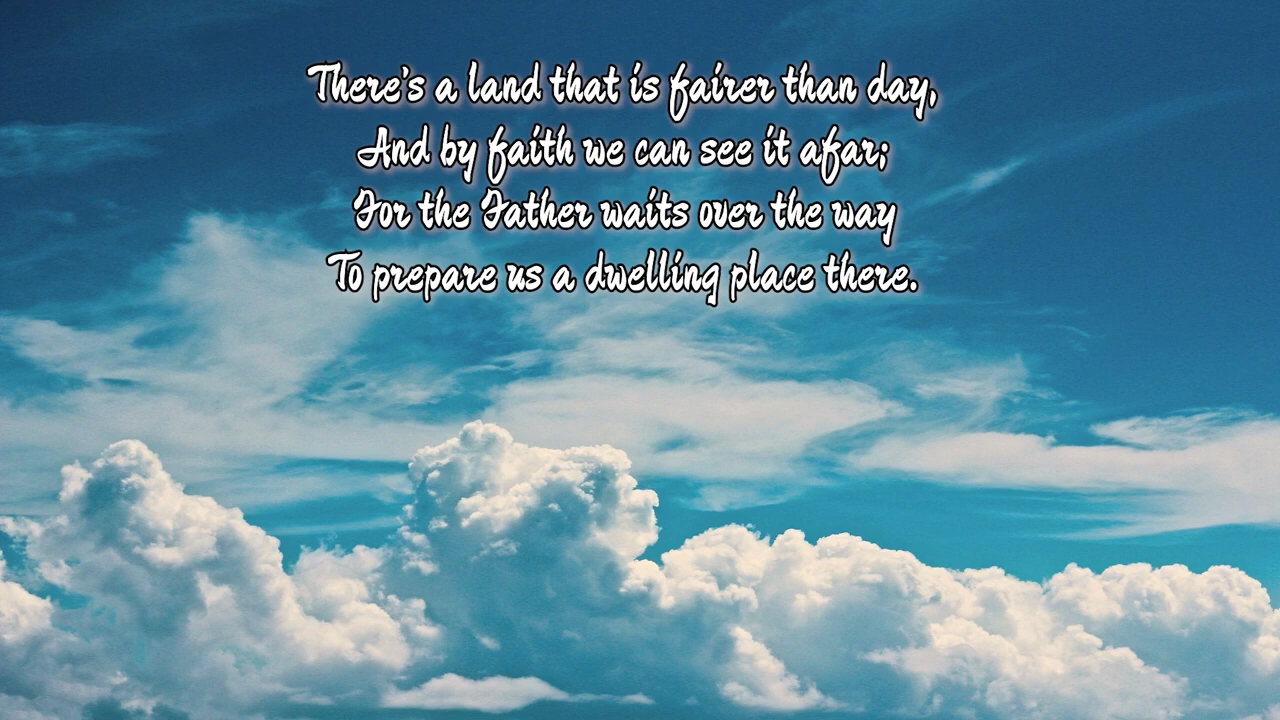 There's a land that is fairer than day,
And by faith we can see it afar;
For the Father waits over the way
To prepare us a dwelling place there.